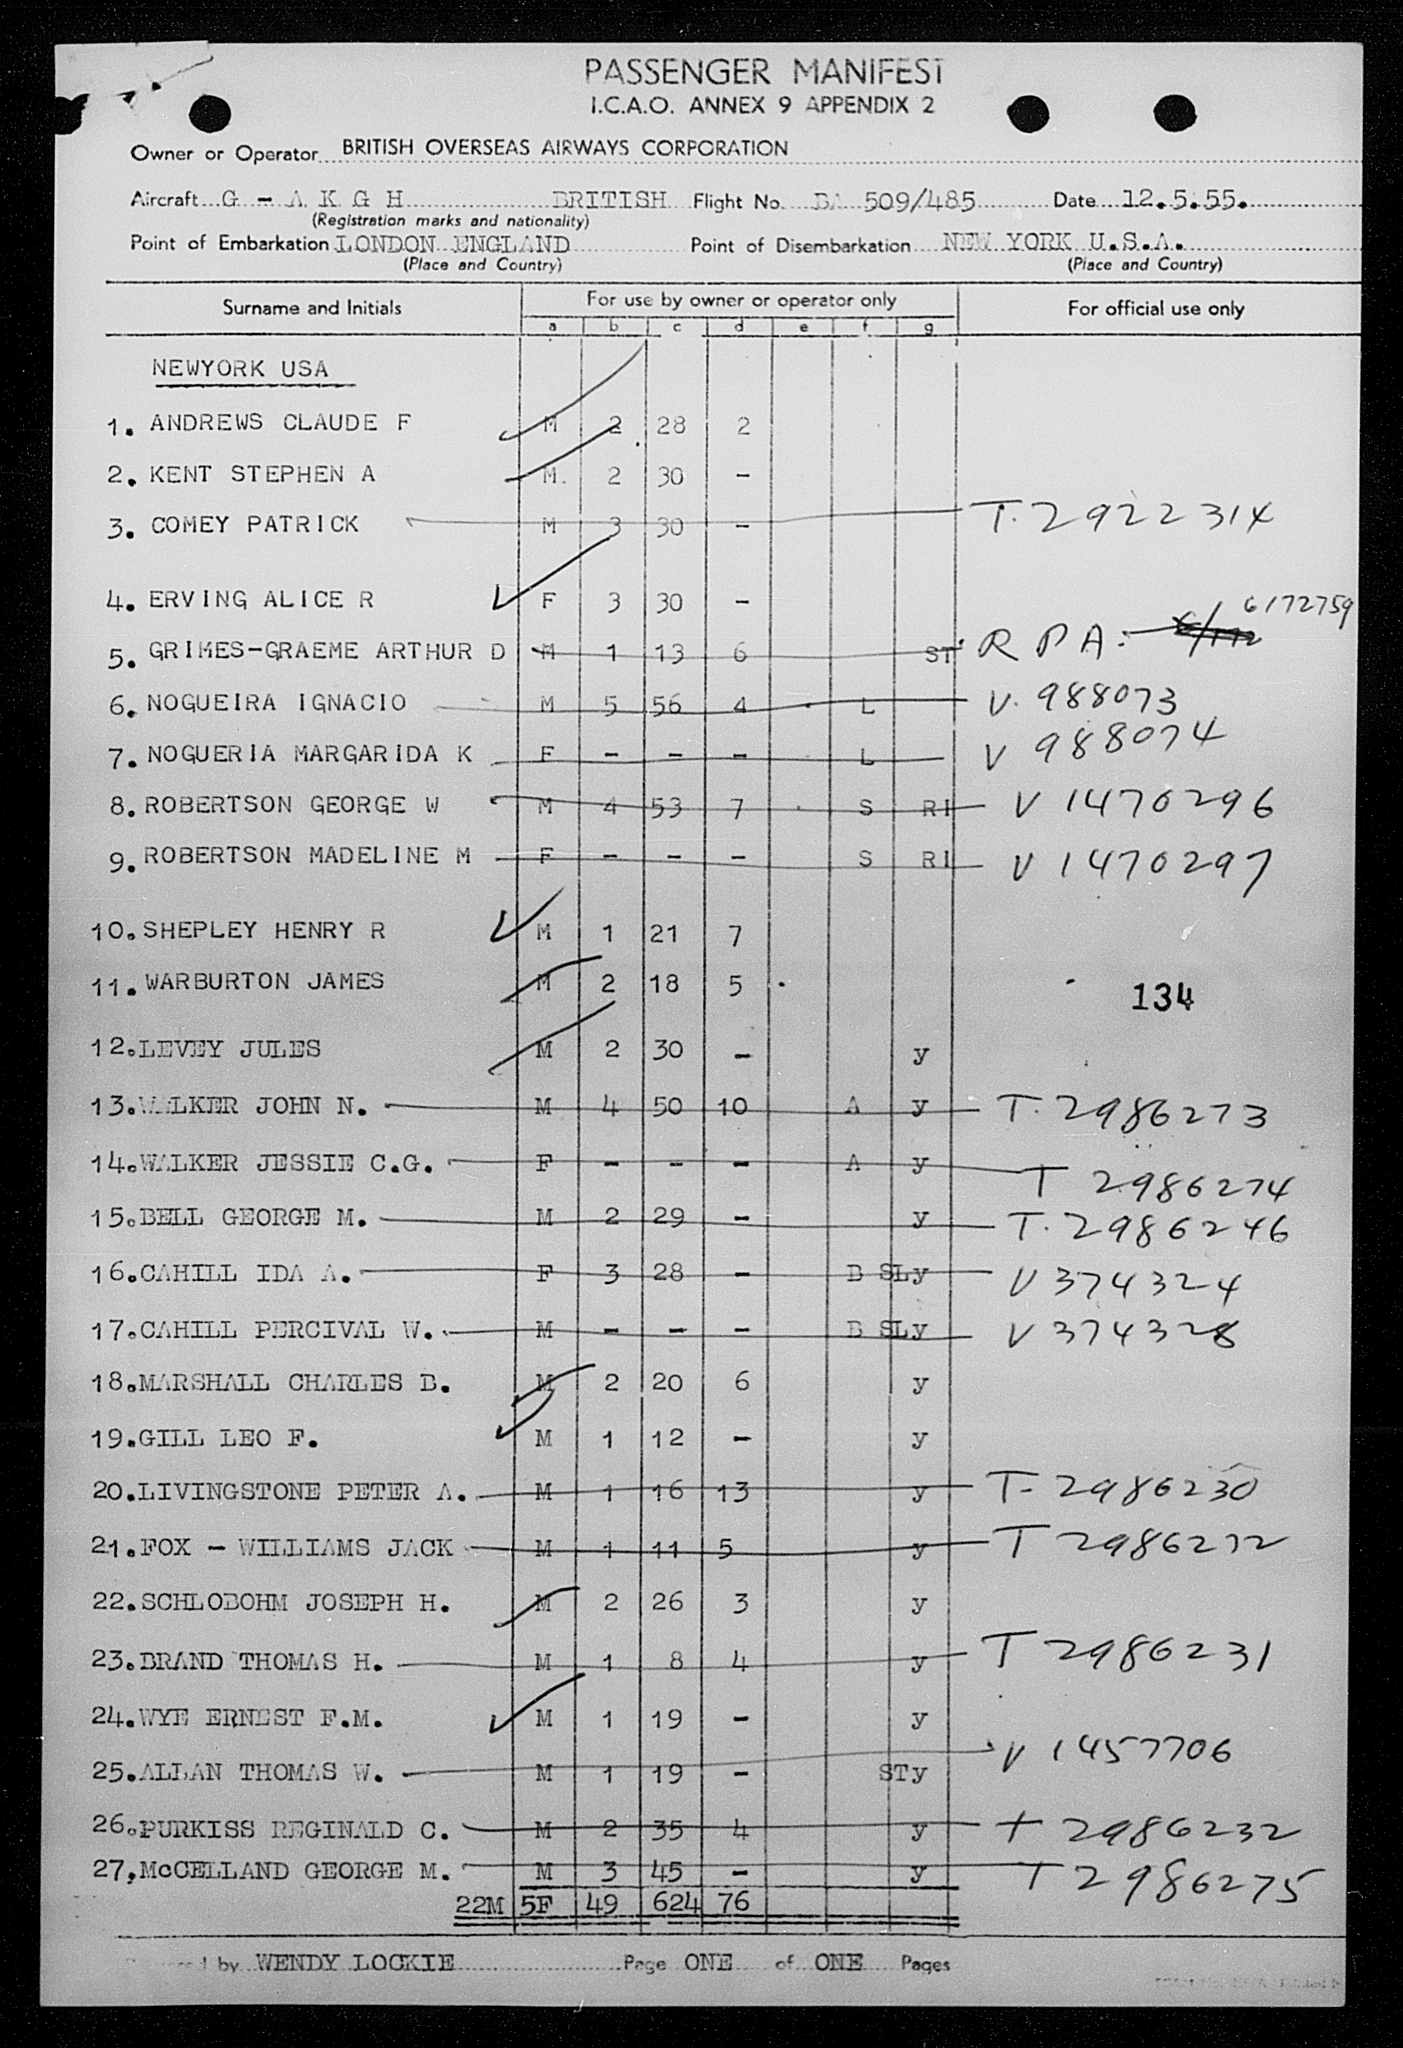 PASSENGER MANIFEST
I.C.A.O. ANNEX 9 APPENDIX 2
Owner or Operator BRITISH OVERSEAS AIRWAYS CORPORATION
Aircraft G - A K G H BRITISH Flight No. BA 509/485 Date 12.5.55.
(Registration marks and nationality)
Point of Embarkation LONDON ENGLAND Point of Disembarkation NEW YORK U.S.A.
(Place and Country) (Place and Country)
Surname and Initials For use by owner or operator only For official use only
a b c d e f g
NEWYORK USA
1. ANDREWS CLAUDE F M 2 28 2
2. KENT STEPHEN A M. 2 30 -
3. COMEY PATRICK M 3 30 - T. 2922314
4. ERVING ALICE R F 3 30 -
6172759
5. GRIMES-GRAEME ARTHUR D M 1 13 6 ST R P A.
6. NOGUEIRA IGNACIO M 5 56 4 L V. 988073
7. NOGUERIA MARGARIDA K F - - - L V 988074
8. ROBERTSON GEORGE W M 4 53 7 S RI V 1470296
9. ROBERTSON MADELINE M F - - - S RI V 1470297
10. SHEPLEY HENRY R M 1 21 7
11. WARBURTON JAMES M 2 18 5
134
12. LEVEY JULES M 2 30 - y
13. WALKER JOHN N. M 4 50 10 A y T. 2986273
14. WALKER JESSIE C.G. F - - - A y T 2986274
15. BELL GEORGE M. M 2 29 - y T. 2986246
16. CAHILL IDA A. F 3 28 - B SLy V 374324
17. CAHILL PERCIVAL W. M - - - B SLy V 374328
18. MARSHALL CHARLES B. M 2 20 6 y
19. GILL LEO F. M 1 12 - y
20. LIVINGSTONE PETER A. M 1 16 13 y T- 2986230
21. FOX - WILLIAMS JACK M 1 11 5 y T 2986272
22. SCHLOBOHM JOSEPH H. M 2 26 3 y
23. BRAND THOMAS H. M 1 8 4 y T 2986231
24. WYE ERNEST F.M. M 1 19 - y
25. ALLAN THOMAS W. M 1 19 - STy V 1457706
26. PURKISS REGINALD C. M 2 35 4 y T 2986232
27, McCELLAND GEORGE M. M 3 45 - y T 2986275
22M 5F 49 624 76
by WENDY LOCKIE Page ONE of ONE Pages